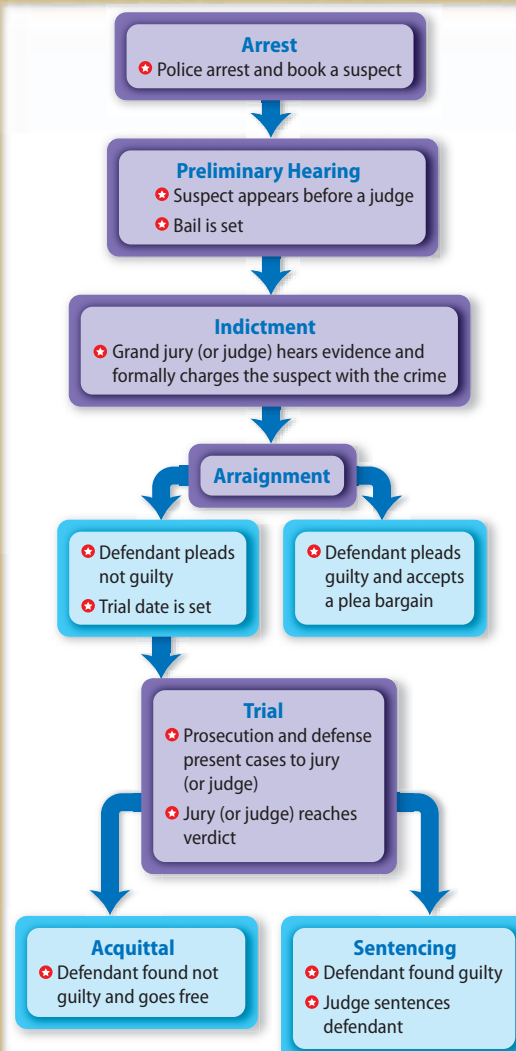 Arrest
Police arrest and book a suspect
Preliminary Hearing
Suspect appears before a judge
Bail is set
Indictment
Grand jury (or judge) hears evidence and
formally charges the suspect with the crime
Arraignment
Defendant pleads
not guilty
Trial date is set
Defendant pleads
guilty and accepts
a plea bargain
Trial
Prosecution and defense
present cases to jury
(or judge)
Jury (or judge) reaches
verdict
Acquittal
Defendant found not
guilty and goes free
Sentencing
Defendant found guilty
Judge sentences
defendant